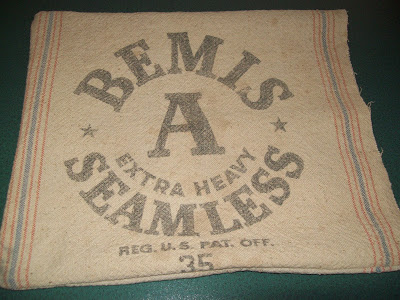 BEMIS
A
EXTRA HEAVY
SEAMLESS
REG. U.S. PAT. OFF.
35